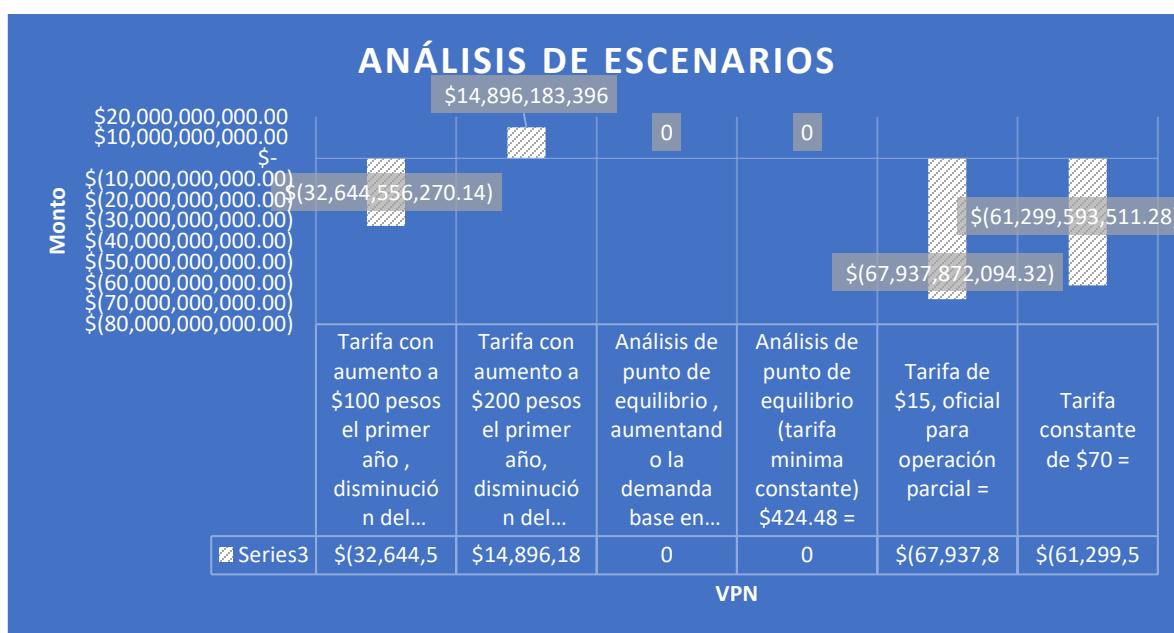 ANÁLISIS DE ESCENARIOS
$14,896,183,396
$20,000,000,000.00
$10,000,000,000.00
$-
$(10,000,000,000.00)
$(20,000,000,000.00)
$(30,000,000,000.00)
$(40,000,000,000.00)
$(50,000,000,000.00)
$(60,000,000,000.00)
$(70,000,000,000.00)
$(80,000,000,000.00)
Monto
$(32,644,556,270.14)
0
0
$(67,937,872,094.32)
$(61,299,593,511.28
Tarifa con
aumento a
$100 pesos
el primer
año ,
disminució
n del...
Tarifa con
aumento a
$200 pesos
el primer
año,
disminució
n del...
Análisis de
punto de
equilibrio ,
aumentand
o la
demanda
base en...
Análisis de
punto de
equilibrio
(tarifa
minima
constante)
$424.48 =
Tarifa de
$15, oficial
para
operación
parcial =
Tarifa
constante
de $70 =
Series3 $(32,644,5 $14,896,18 0 0 $(67,937,8 $(61,299,5
VPN